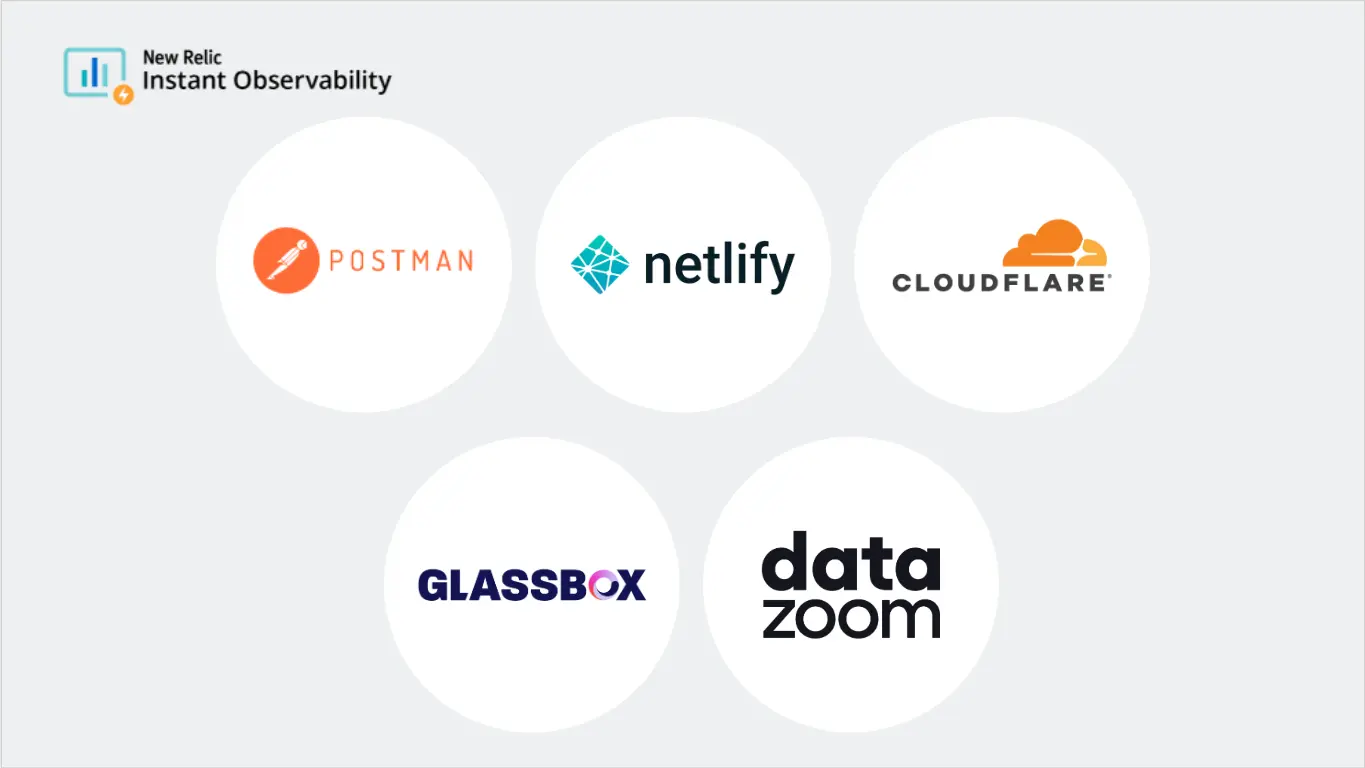 New Relic
Instant Observability
POSTMAN
netlify
CLOUDFLARE®
GLASSBOX
data
zoom